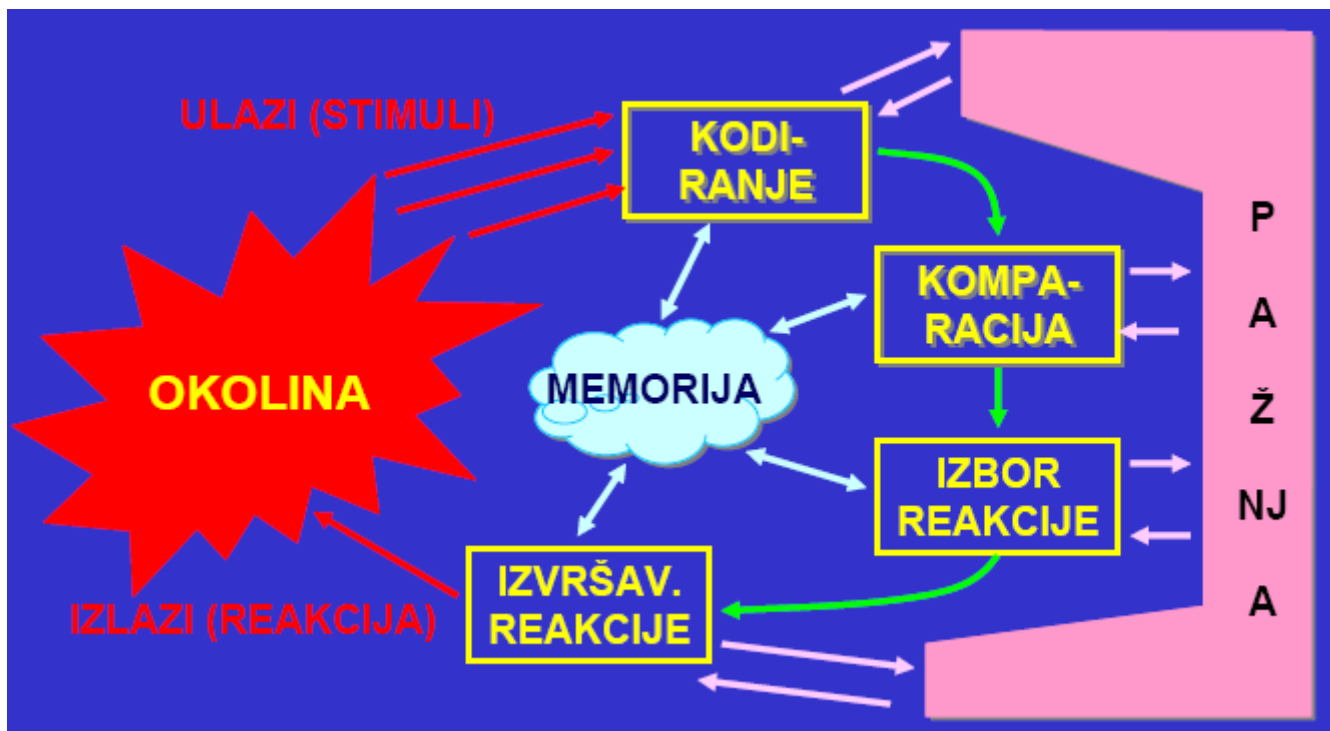 ULAZI (STIMULI)
KODI-
RANJE
KOMPA-
RACIJA
OKOLINA
MEMORIJA
IZBOR
REAKCIJE
IZVRŠAV.
REAKCIJE
IZLAZI (REAKCIJA)
P
A
Ž
NJ
A